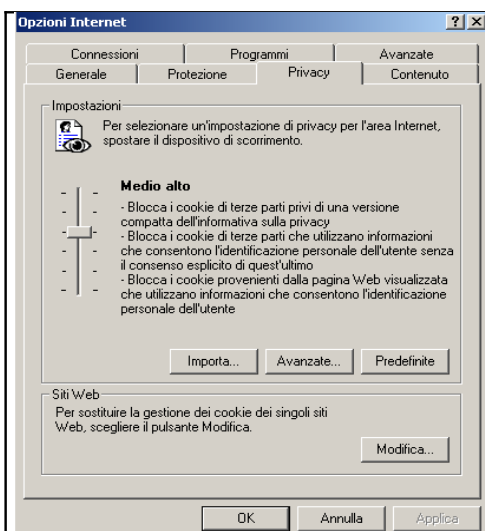 Opzioni Internet
Connessioni Programmi Avanzate
Generale Protezione Privacy Contenuto
Impostazioni
Per selezionare un'impostazione di privacy per l'area Internet,
spostare il dispositivo di scorrimento.
Medio alto
- Blocca i cookie di terze parti privi di una versione
compatta dell'informativa sulla privacy
- Blocca i cookie di terze parti che utilizzano informazioni
che consentono l'identificazione personale dell'utente senza
il consenso esplicito di quest'ultimo
- Blocca i cookie provenienti dalla pagina Web visualizzata
che utilizzano informazioni che consentono l'identificazione
personale dell'utente
Importa... Avanzate... Predefinite
Siti Web
Per sostituire la gestione dei cookie dei singoli siti
Web, scegliere il pulsante Modifica.
Modifica...
OK Annulla Applica